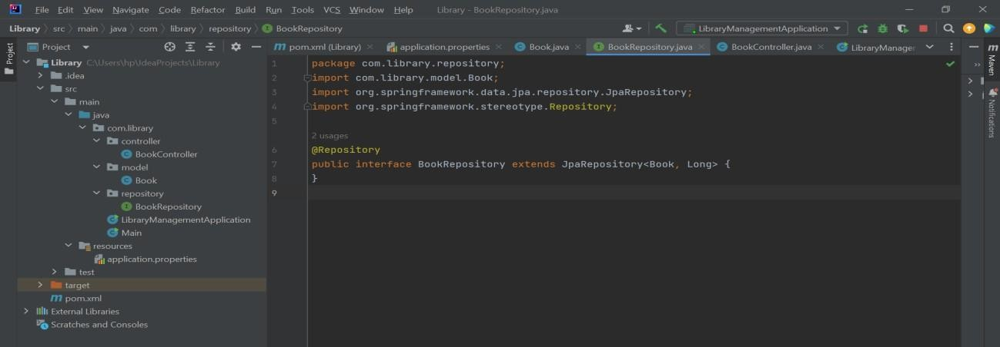 File Edit View Navigate Code Refactor Build Run Tools VCS Window Help Library - BookRepository.java
Library src main java com library repository BookRepository LibraryManagementApplication
Project
Project
pom.xml (Library) application.properties Book.java BookRepository.java BookController.java LibraryManager
Library C:\Users\hp\IdeaProjects\Library
.idea
src
main
java
com.library
controller
BookController
model
Book
repository
BookRepository
LibraryManagementApplication
Main
resources
application.properties
test
target
pom.xml
External Libraries
Scratches and Consoles
1 package com.library.repository;
2 import com.library.model.Book;
3 import org.springframework.data.jpa.repository.JpaRepository;
4 import org.springframework.stereotype.Repository;
5
2 usages
6 @Repository
7 public interface BookRepository extends JpaRepository<Book, Long> {
8 }
9
Maven
Notifications